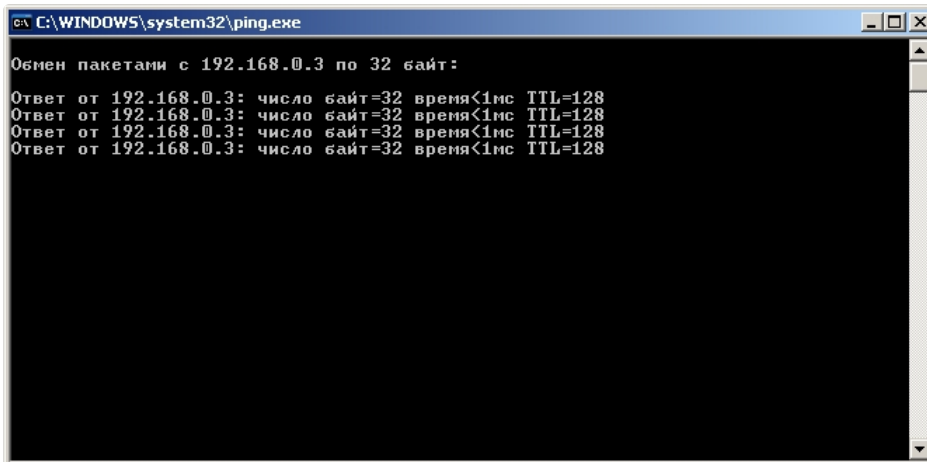 C:\WINDOWS\system32\ping.exe
Обмен пакетами с 192.168.0.3 по 32 байт:
Ответ от 192.168.0.3: число байт=32 время<1мс TTL=128
Ответ от 192.168.0.3: число байт=32 время<1мс TTL=128
Ответ от 192.168.0.3: число байт=32 время<1мс TTL=128
Ответ от 192.168.0.3: число байт=32 время<1мс TTL=128